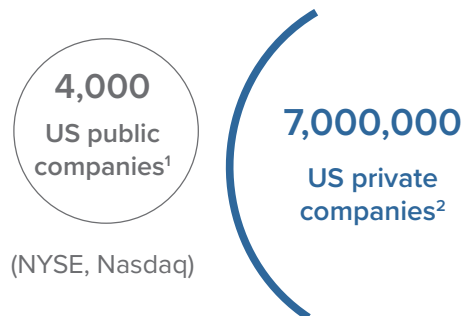 4,000
US public
companies¹
(NYSE, Nasdaq)
7,000,000
US private
companies²